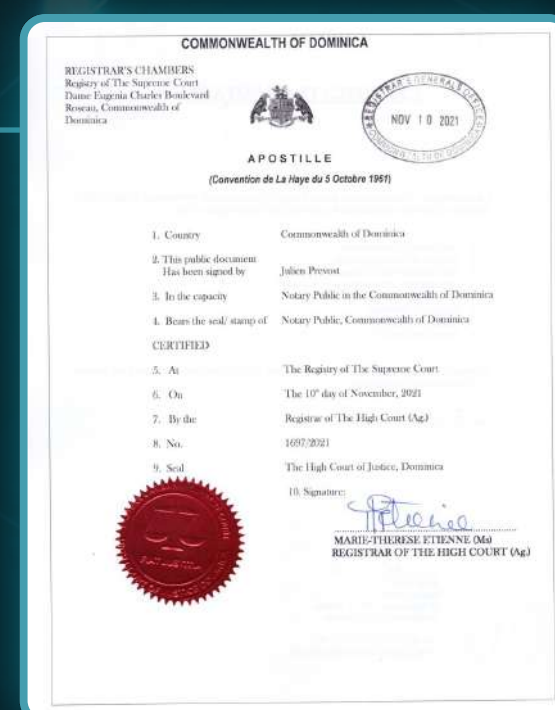 COMMONWEALTH OF DOMINICA
REGISTRAR'S CHAMBERS
Registry of The Supreme Court
Dame Eugenia Charles Boulevard
Roseau, Commonwealth of
Dominica
REGISTRAR GENERAL'S OFFICE
NOV 10 2021
COMMONWEALTH OF DOMINICA
APOSTILLE
(Convention de La Haye du 5 Octobre 1961)
1. Country Commonwealth of Dominica
2. This public document
Has been signed by Julien Prevost
3. In the capacity Notary Public in the Commonwealth of Dominica
4. Bears the seal/ stamp of Notary Public, Commonwealth of Dominica
CERTIFIED
5. At The Registry of The Supreme Court
6. On The 10th day of November, 2021
7. By the Registrar of The High Court (Ag.)
8. No. 1697/2021
9. Seal The High Court of Justice, Dominica
10. Signature:
MARIE-THERESE ETIENNE (Ms)
REGISTRAR OF THE HIGH COURT (Ag.)